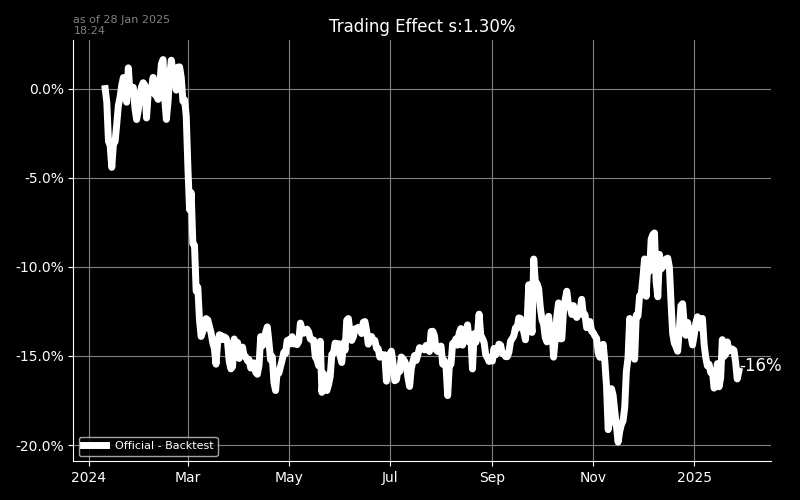 as of 28 Jan 2025
18:24
Trading Effect s:1.30%
0.0%
-5.0%
-10.0%
-15.0%
-20.0%
-16%
Official - Backtest
2024 Mar May Jul Sep Nov 2025